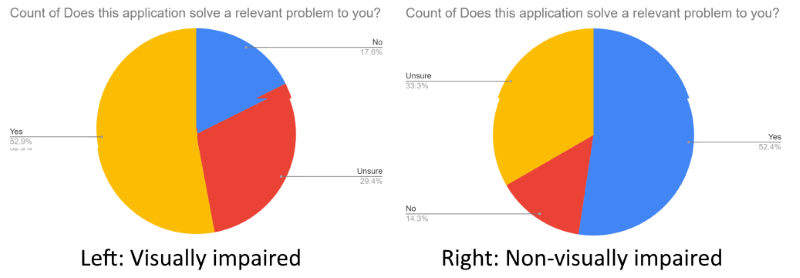 Count of Does this application solve a relevant problem to you?
No
17.6%
Yes
52.9%
Unsure
29.4%
Left: Visually impaired
Count of Does this application solve a relevant problem to you?
Unsure
33.3%
Yes
52.4%
No
14.3%
Right: Non-visually impaired